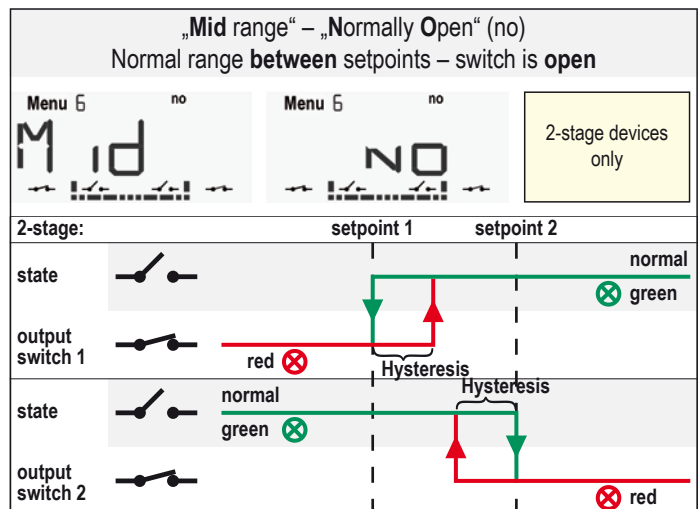 „Mid range“ – „Normally Open“ (no)
Normal range between setpoints – switch is open
Menu 6 no
Mid
Menu 6 no
NO
2-stage devices
only
2-stage: setpoint 1 setpoint 2
state
normal
green
output
switch 1
red
Hysteresis
state
normal
green
Hysteresis
output
switch 2
red